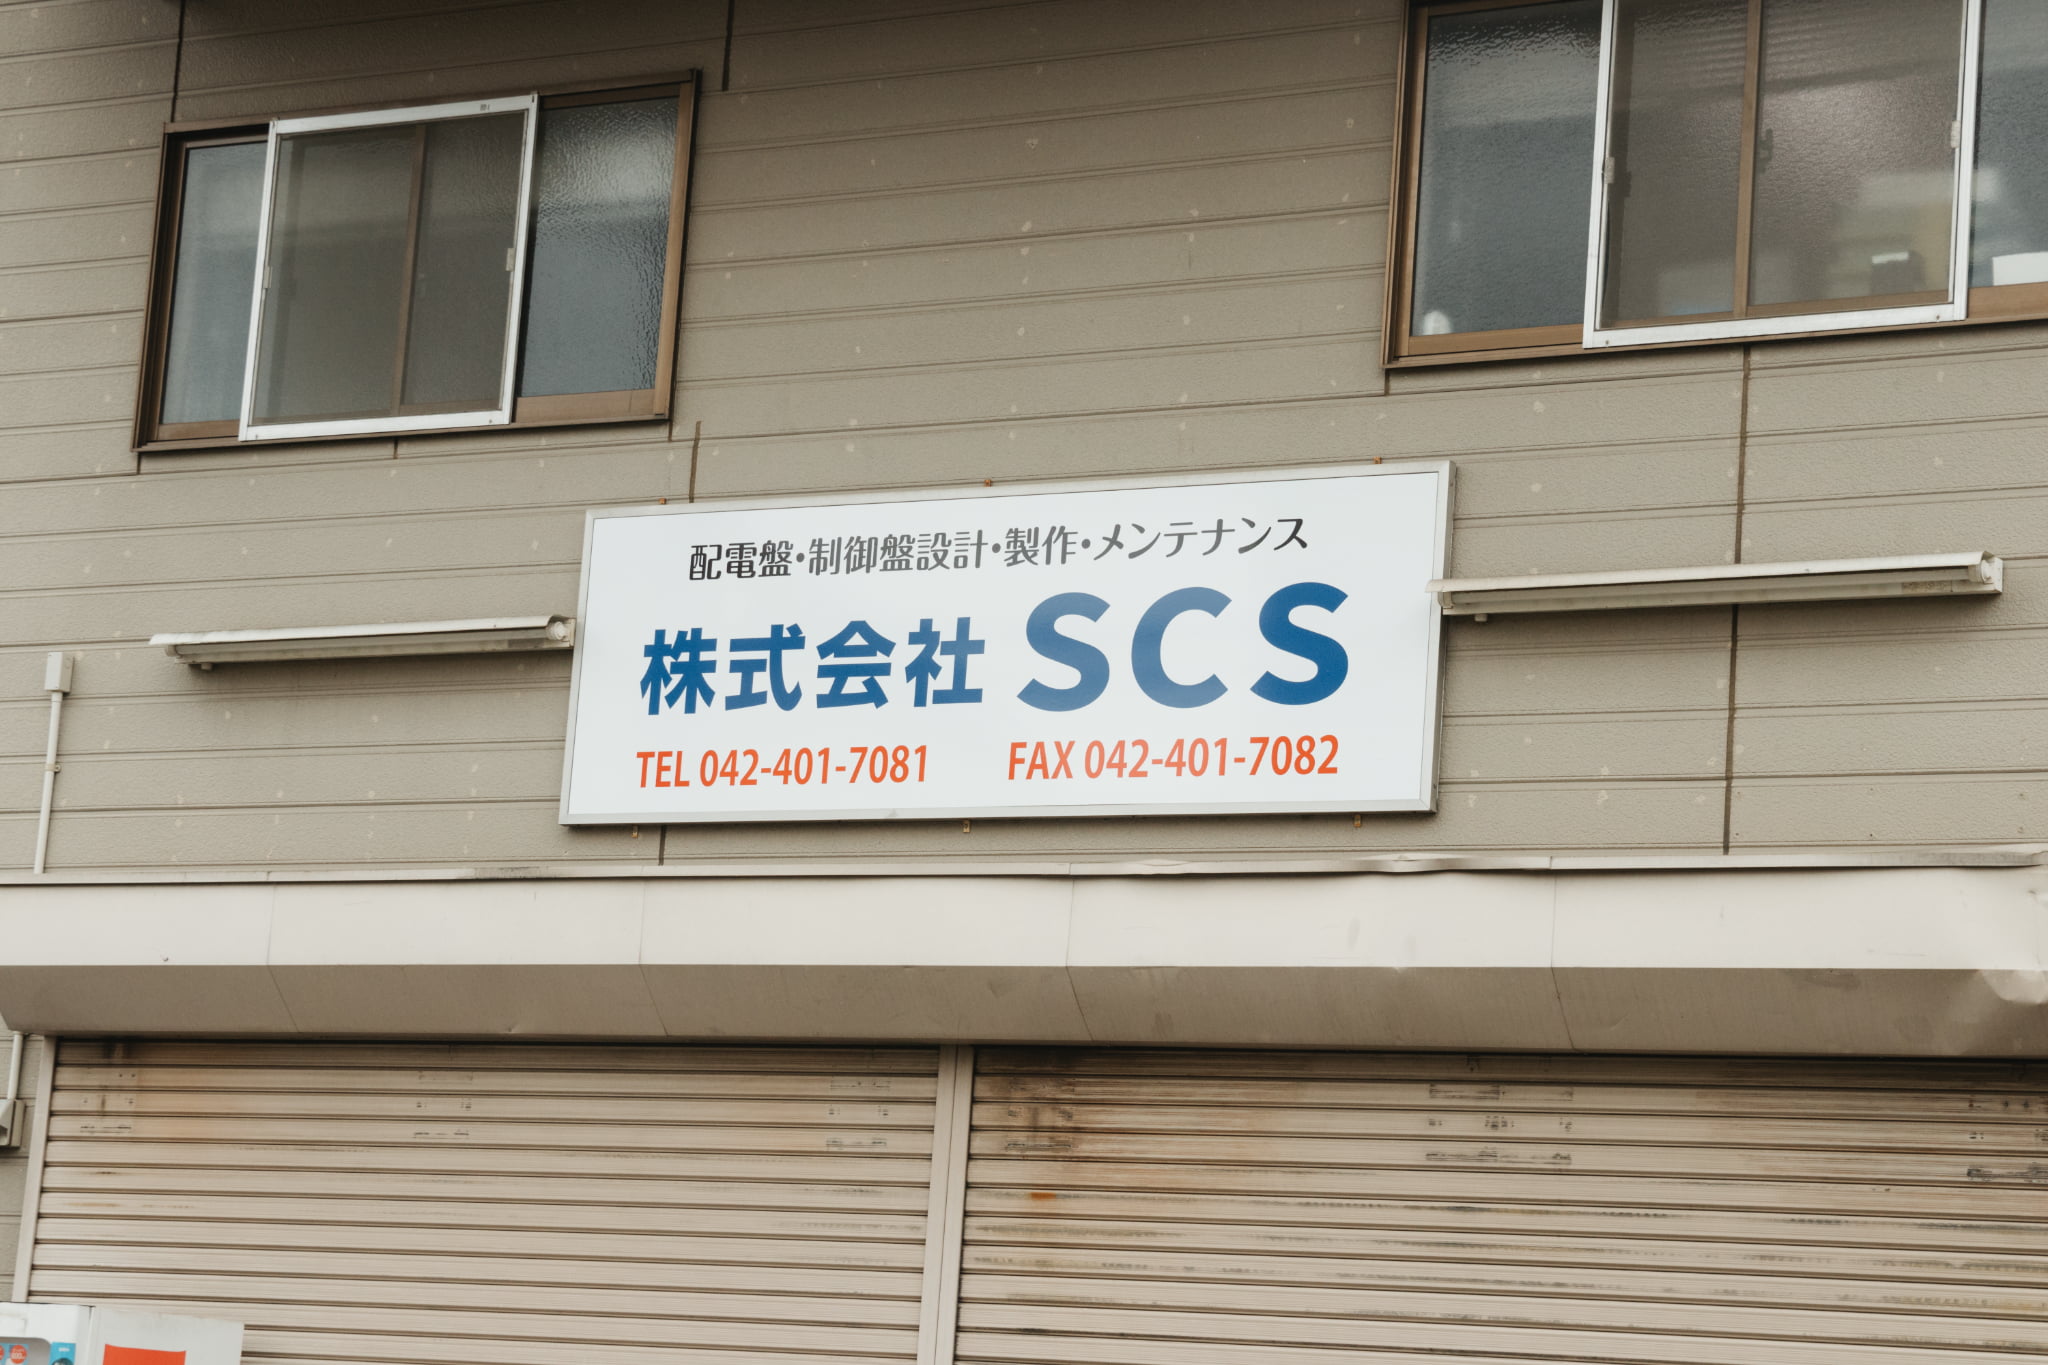 配電盤・制御盤設計・製作・メンテナンス
株式会社 SCS
TEL 042-401-7081 FAX 042-401-7082